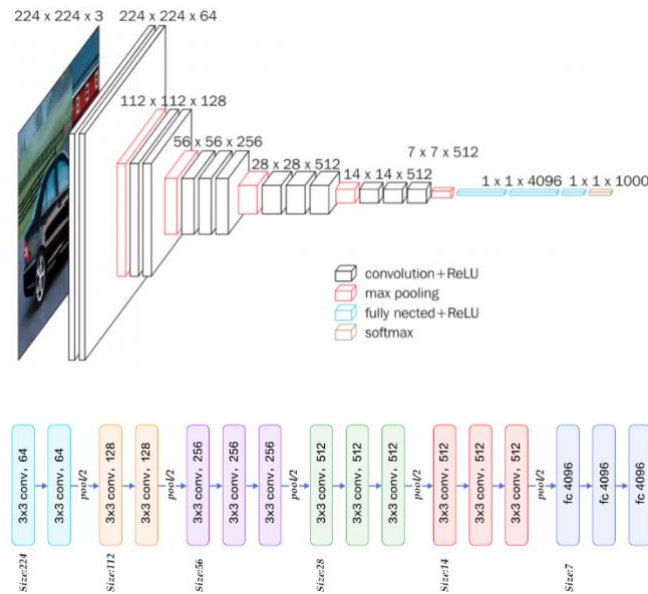 224 x 224 x 3
224 x 224 x 64
112 x 112 x 128
56 x 56 x 256
28 x 28 x 512
14 x 14 x 512
7 x 7 x 512
1 x 1 x 4096
1 x 1 x 1000
convolution+ReLU
max pooling
fully nected+ReLU
softmax
3x3 conv, 64
3x3 conv, 64
pool/2
3x3 conv, 128
3x3 conv, 128
pool/2
3x3 conv, 256
3x3 conv, 256
3x3 conv, 256
pool/2
3x3 conv, 512
3x3 conv, 512
3x3 conv, 512
pool/2
3x3 conv, 512
3x3 conv, 512
3x3 conv, 512
pool/2
fc 4096
fc 4096
fc 4096
Size:224
Size:112
Size:56
Size:28
Size:14
Size:7